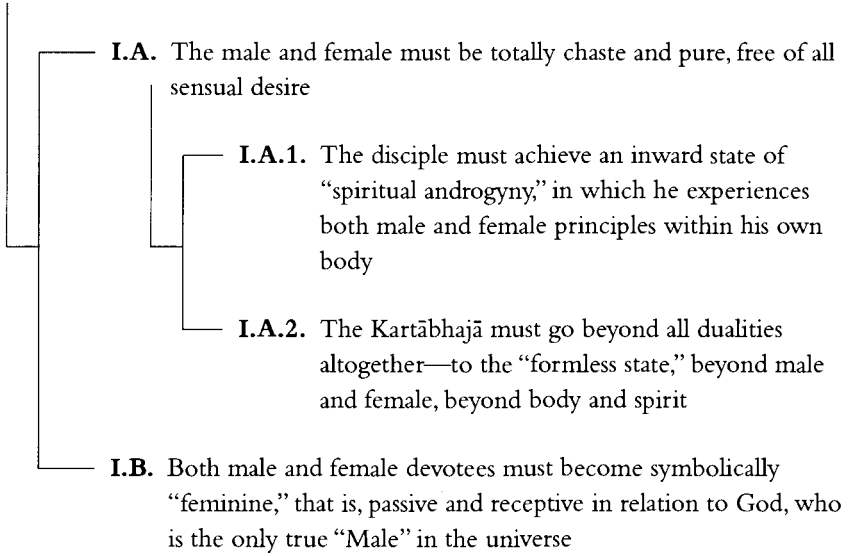 I.A. The male and female must be totally chaste and pure, free of all
sensual desire
I.A.1. The disciple must achieve an inward state of
“spiritual androgyny,” in which he experiences
both male and female principles within his own
body
I.A.2. The Kartābhajā must go beyond all dualities
altogether—to the “formless state,” beyond male
and female, beyond body and spirit
I.B. Both male and female devotees must become symbolically
“feminine,” that is, passive and receptive in relation to God, who
is the only true “Male” in the universe